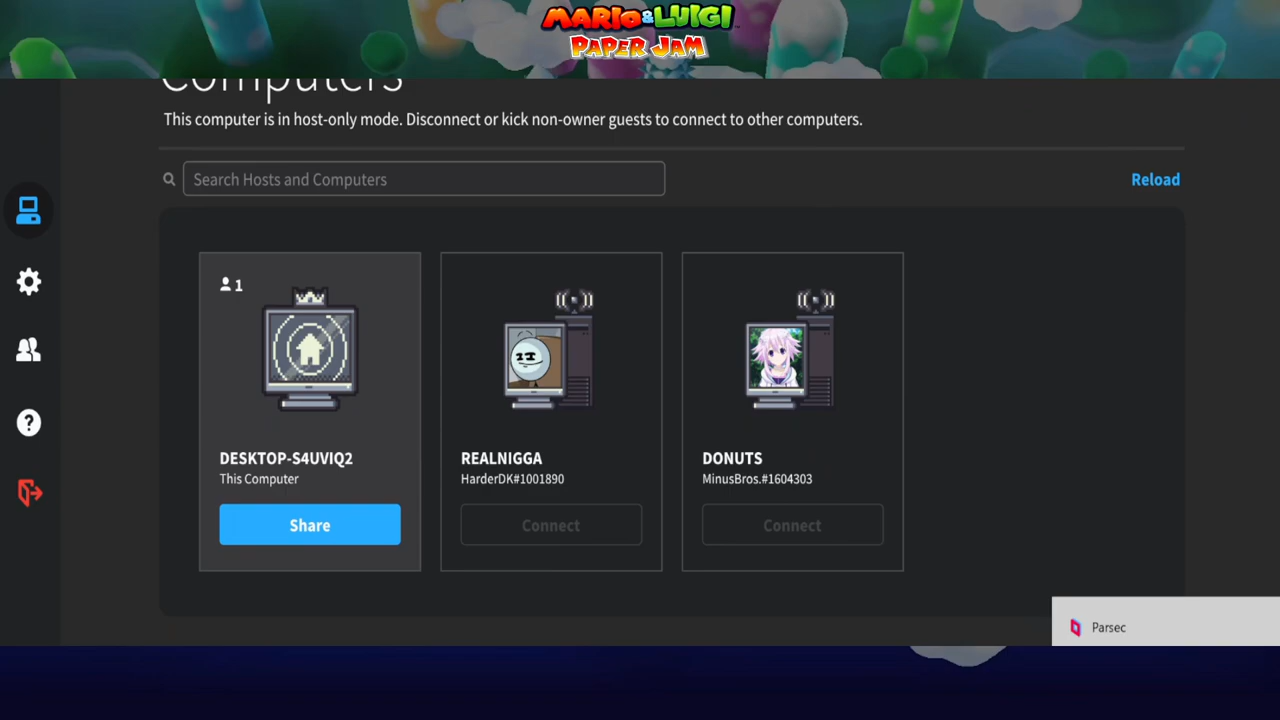 MARIO & LUIGI
PAPER JAM
Computers
This computer is in host-only mode. Disconnect or kick non-owner guests to connect to other computers.
Search Hosts and Computers
Reload
1
DESKTOP-S4UVIQ2
This Computer
Share
REALNIGGA
HarderDK#1001890
Connect
DONUTS
MinusBros.#1604303
Connect
Parsec